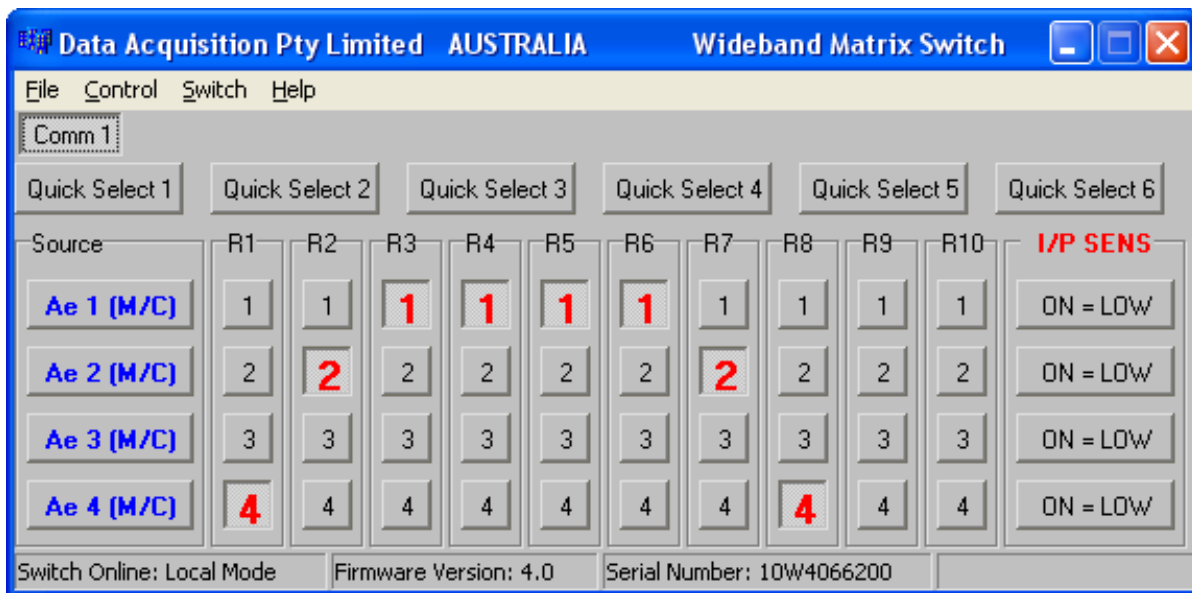 Data Acquisition Pty Limited AUSTRALIA Wideband Matrix Switch
File Control Switch Help
Comm 1
Quick Select 1 Quick Select 2 Quick Select 3 Quick Select 4 Quick Select 5 Quick Select 6
Source R1 R2 R3 R4 R5 R6 R7 R8 R9 R10 I/P SENS
Ae 1 (M/C) 1 1 1 1 1 1 1 1 1 1 ON = LOW
Ae 2 (M/C) 2 2 2 2 2 2 2 2 2 2 ON = LOW
Ae 3 (M/C) 3 3 3 3 3 3 3 3 3 3 ON = LOW
Ae 4 (M/C) 4 4 4 4 4 4 4 4 4 4 ON = LOW
Switch Online: Local Mode Firmware Version: 4.0 Serial Number: 10W4066200